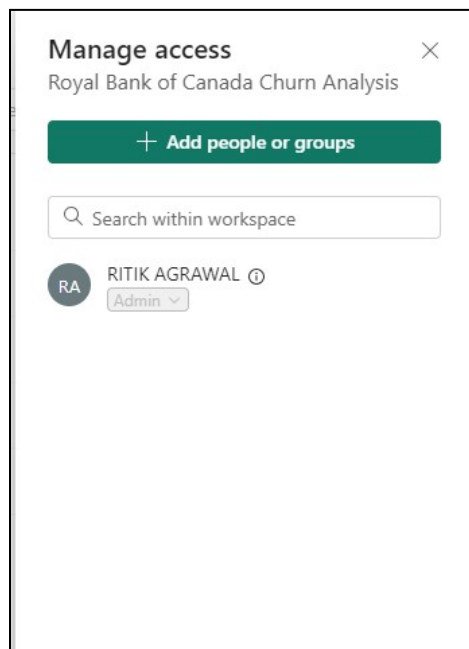 Manage access
Royal Bank of Canada Churn Analysis
Add people or groups
Search within workspace
RA
RITIK AGRAWAL
Admin